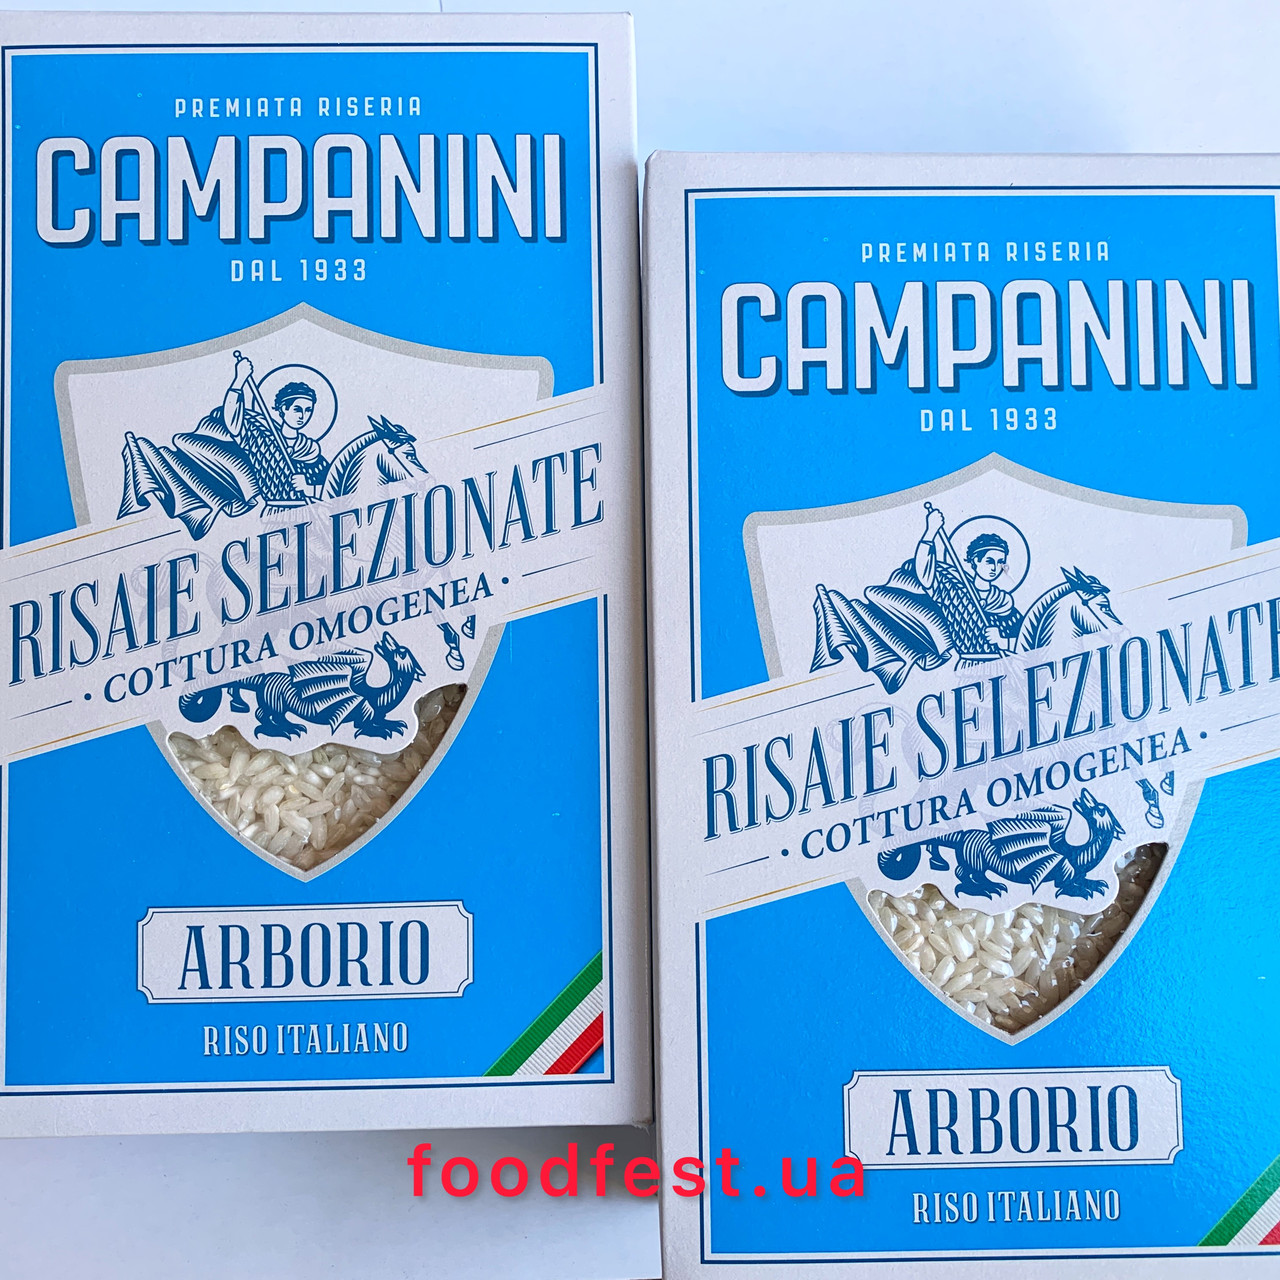 PREMIATA RISERIA
CAMPANINI
DAL 1933
RISAIE SELEZIONATE
· COTTURA OMOGENEA ·
ARBORIO
RISO ITALIANO
PREMIATA RISERIA
CAMPANINI
DAL 1933
RISAIE SELEZIONATE
· COTTURA OMOGENEA ·
ARBORIO
RISO ITALIANO
foodfest.ua